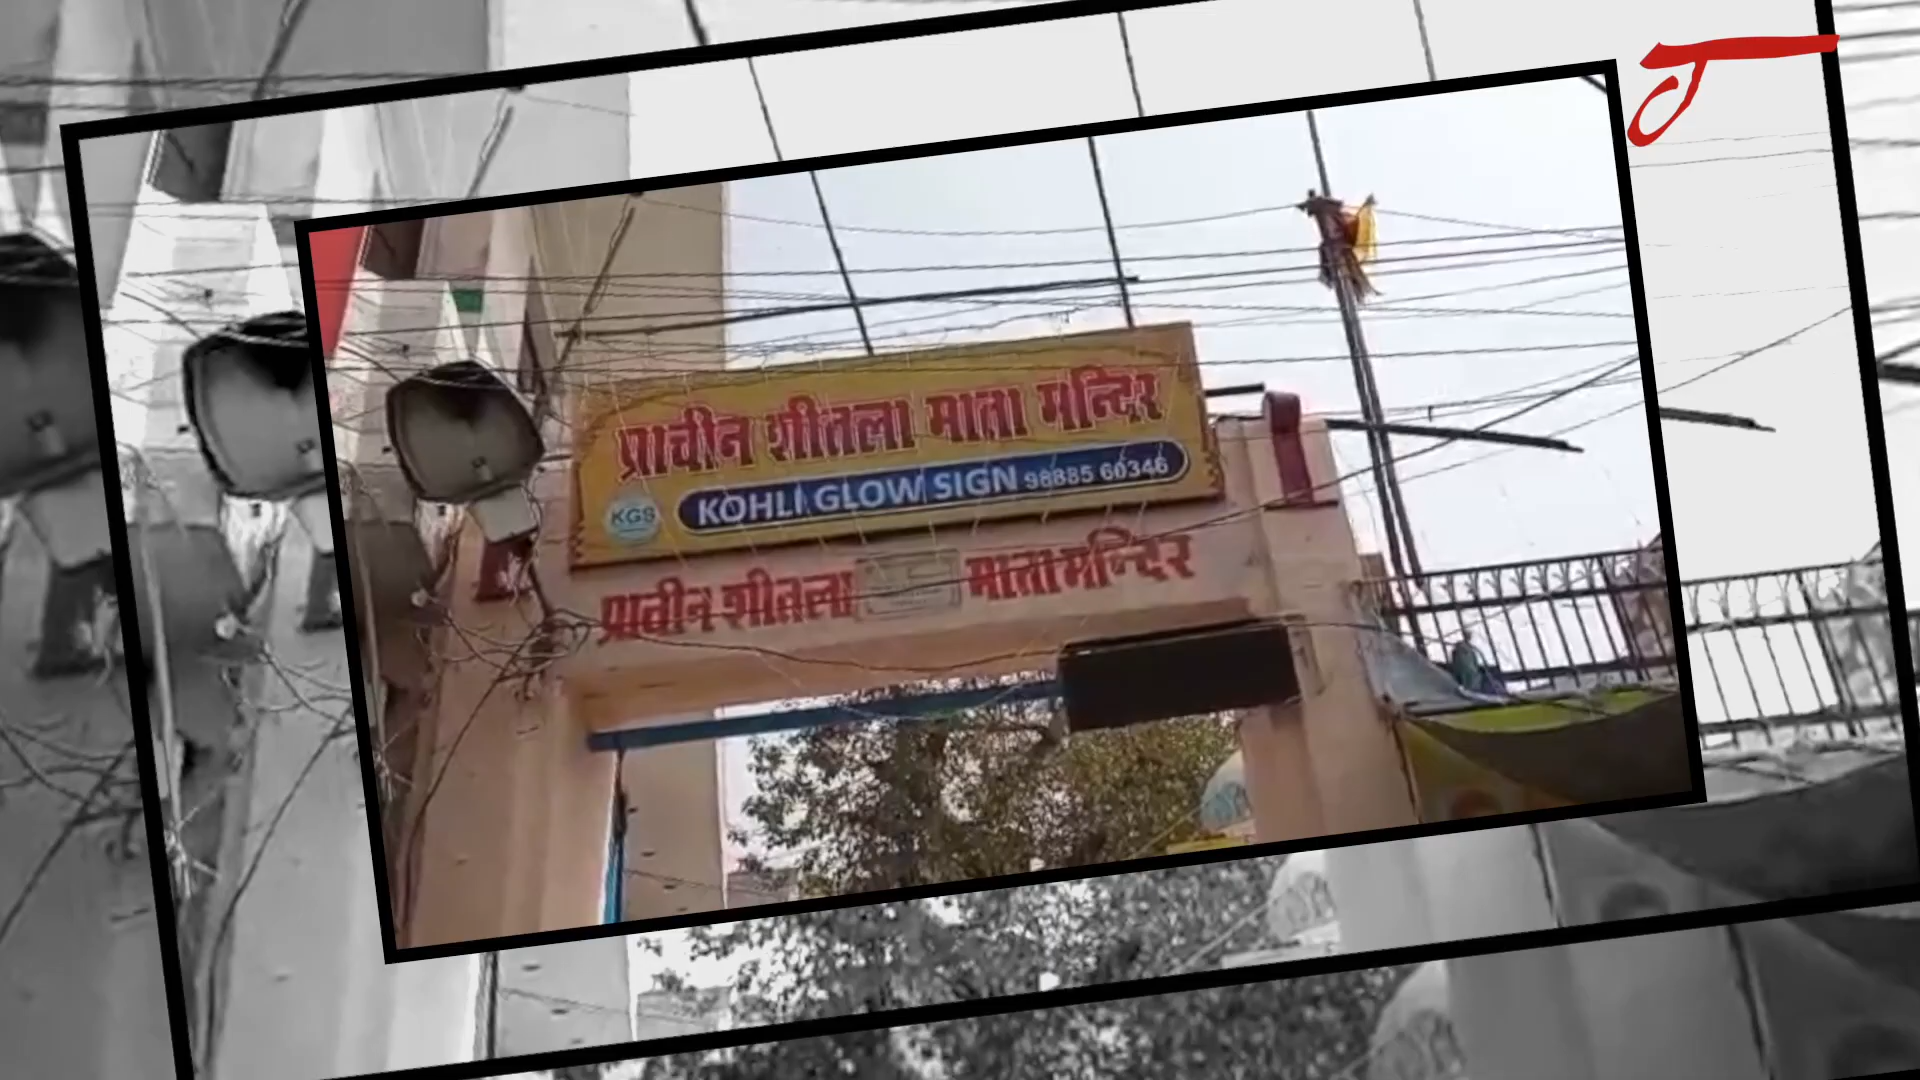 प्राचीन शीतला माता मन्दिर
KGS KOHLI GLOW SIGN 98885 60346
प्राचीन शीतला माता मन्दिर